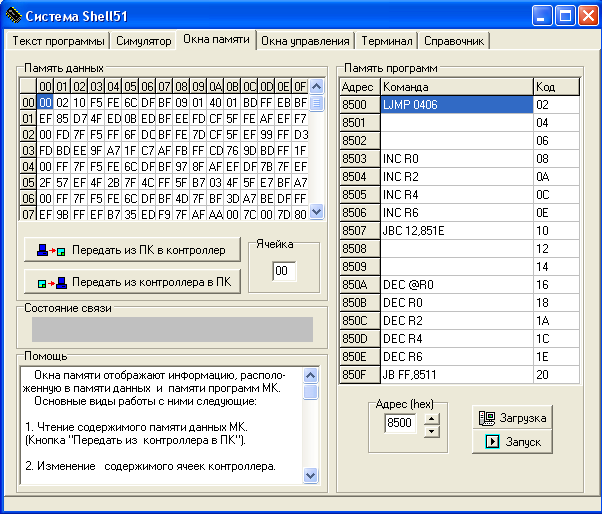 Система Shell51
Текст программы Симулятор Окна памяти Окна управления Терминал Справочник
Память данных
00 01 02 03 04 05 06 07 08 09 0A 0B 0C 0D 0E 0F
00 00 02 10 F5 FE 6C DF BF 09 01 40 01 BD FF EB BF
01 EF 85 D7 4F ED 0B ED BF EE FD CF 5F FE AF EF F7
02 00 FF 7F F5 FE 6C DF BF BE FE 7D CF 5F EF 99 FF D3
03 FD BD EE 9F A7 1F C7 AF FB FF CD 76 9D BD FF 1F
04 00 FF 7F F5 FE 6C DF BF 97 8F AF EF DF 7B EF 7E
05 2F 57 EF 4F 2B 7F 4C FF 5F B7 03 4F 5F E7 BF A7
06 00 FF 7F F5 FE 6C DF BF 4D 7F BF 3D A7 BE DF FF
07 EF 9B FF EF B7 35 ED F9 7F AF AA 00 7C 00 7D 80
Передать из ПК в контроллер
Передать из контроллера в ПК
Ячейка
00
Состояние связи
Помощь
Окна памяти отображают информацию, располо-
женную в памяти данных и памяти программ МК.
Основные виды работы с ними следующие:
1. Чтение содержимого памяти данных МК.
(Кнопка "Передать из контроллера в ПК").
2. Изменение содержимого ячеек контроллера.
Память программ
Адрес Команда Код
8500 LJMP 0406 02
8501 04
8502 06
8503 INC R0 08
8504 INC R2 0A
8505 INC R4 0C
8506 INC R6 0E
8507 JBC 12,851E 10
8508 12
8509 14
850A DEC @R0 16
850B DEC R0 18
850C DEC R2 1A
850D DEC R4 1C
850E DEC R6 1E
850F JB FF,8511 20
Адрес (hex)
8500
Загрузка
Запуск